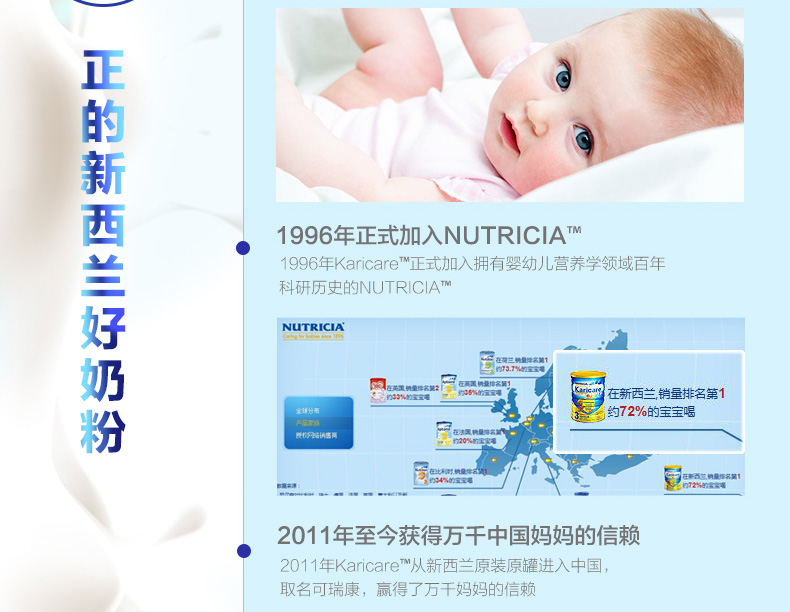 正的新西兰好奶粉
1996年正式加入NUTRICIA™
1996年Karicare™正式加入拥有婴幼儿营养学领域百年
科研历史的NUTRICIA™
NUTRICIA
Caring for babies since 1896
在荷兰,销量排名第1
约73.7%的宝宝喝
在英国,销量排名第2
约33%的宝宝喝
在英国,销量排名第1
约35%的宝宝喝
Karicare
3
在新西兰,销量排名第1
约72%的宝宝喝
全球分布
产品家族
授权网络销售商
在法国,销量排名
约20%的宝宝喝
在比利时,销量排名第1
约34%的宝宝喝
在新西兰,销量排名第1
约72%的宝宝喝
数据来源:
2011年至今获得万千中国妈妈的信赖
2011年Karicare™从新西兰原装原罐进入中国，
取名可瑞康，赢得了万千妈妈的信赖